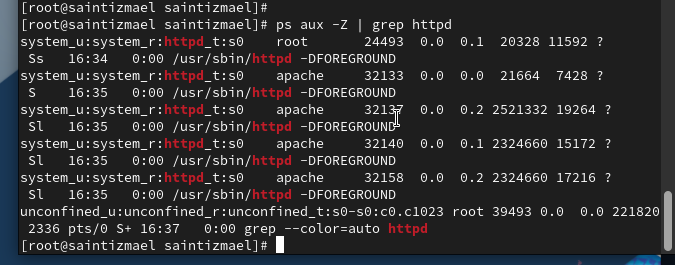 [root@saintizmael saintizmael]#
[root@saintizmael saintizmael]# ps aux -Z | grep httpd
system_u:system_r:httpd_t:s0    root       24493  0.0  0.1  20328 11592 ?
 Ss   16:34   0:00 /usr/sbin/httpd -DFOREGROUND
system_u:system_r:httpd_t:s0    apache     32133  0.0  0.0  21664  7428 ?
 S    16:35   0:00 /usr/sbin/httpd -DFOREGROUND
system_u:system_r:httpd_t:s0    apache     32137  0.0  0.2 2521332 19264 ?
 Sl   16:35   0:00 /usr/sbin/httpd -DFOREGROUND
system_u:system_r:httpd_t:s0    apache     32140  0.0  0.1 2324660 15172 ?
 Sl   16:35   0:00 /usr/sbin/httpd -DFOREGROUND
system_u:system_r:httpd_t:s0    apache     32158  0.0  0.2 2324660 17216 ?
 Sl   16:35   0:00 /usr/sbin/httpd -DFOREGROUND
unconfined_u:unconfined_r:unconfined_t:s0-s0:c0.c1023 root 39493 0.0  0.0 221820
 2336 pts/0 S+ 16:37   0:00 grep --color=auto httpd
[root@saintizmael saintizmael]#